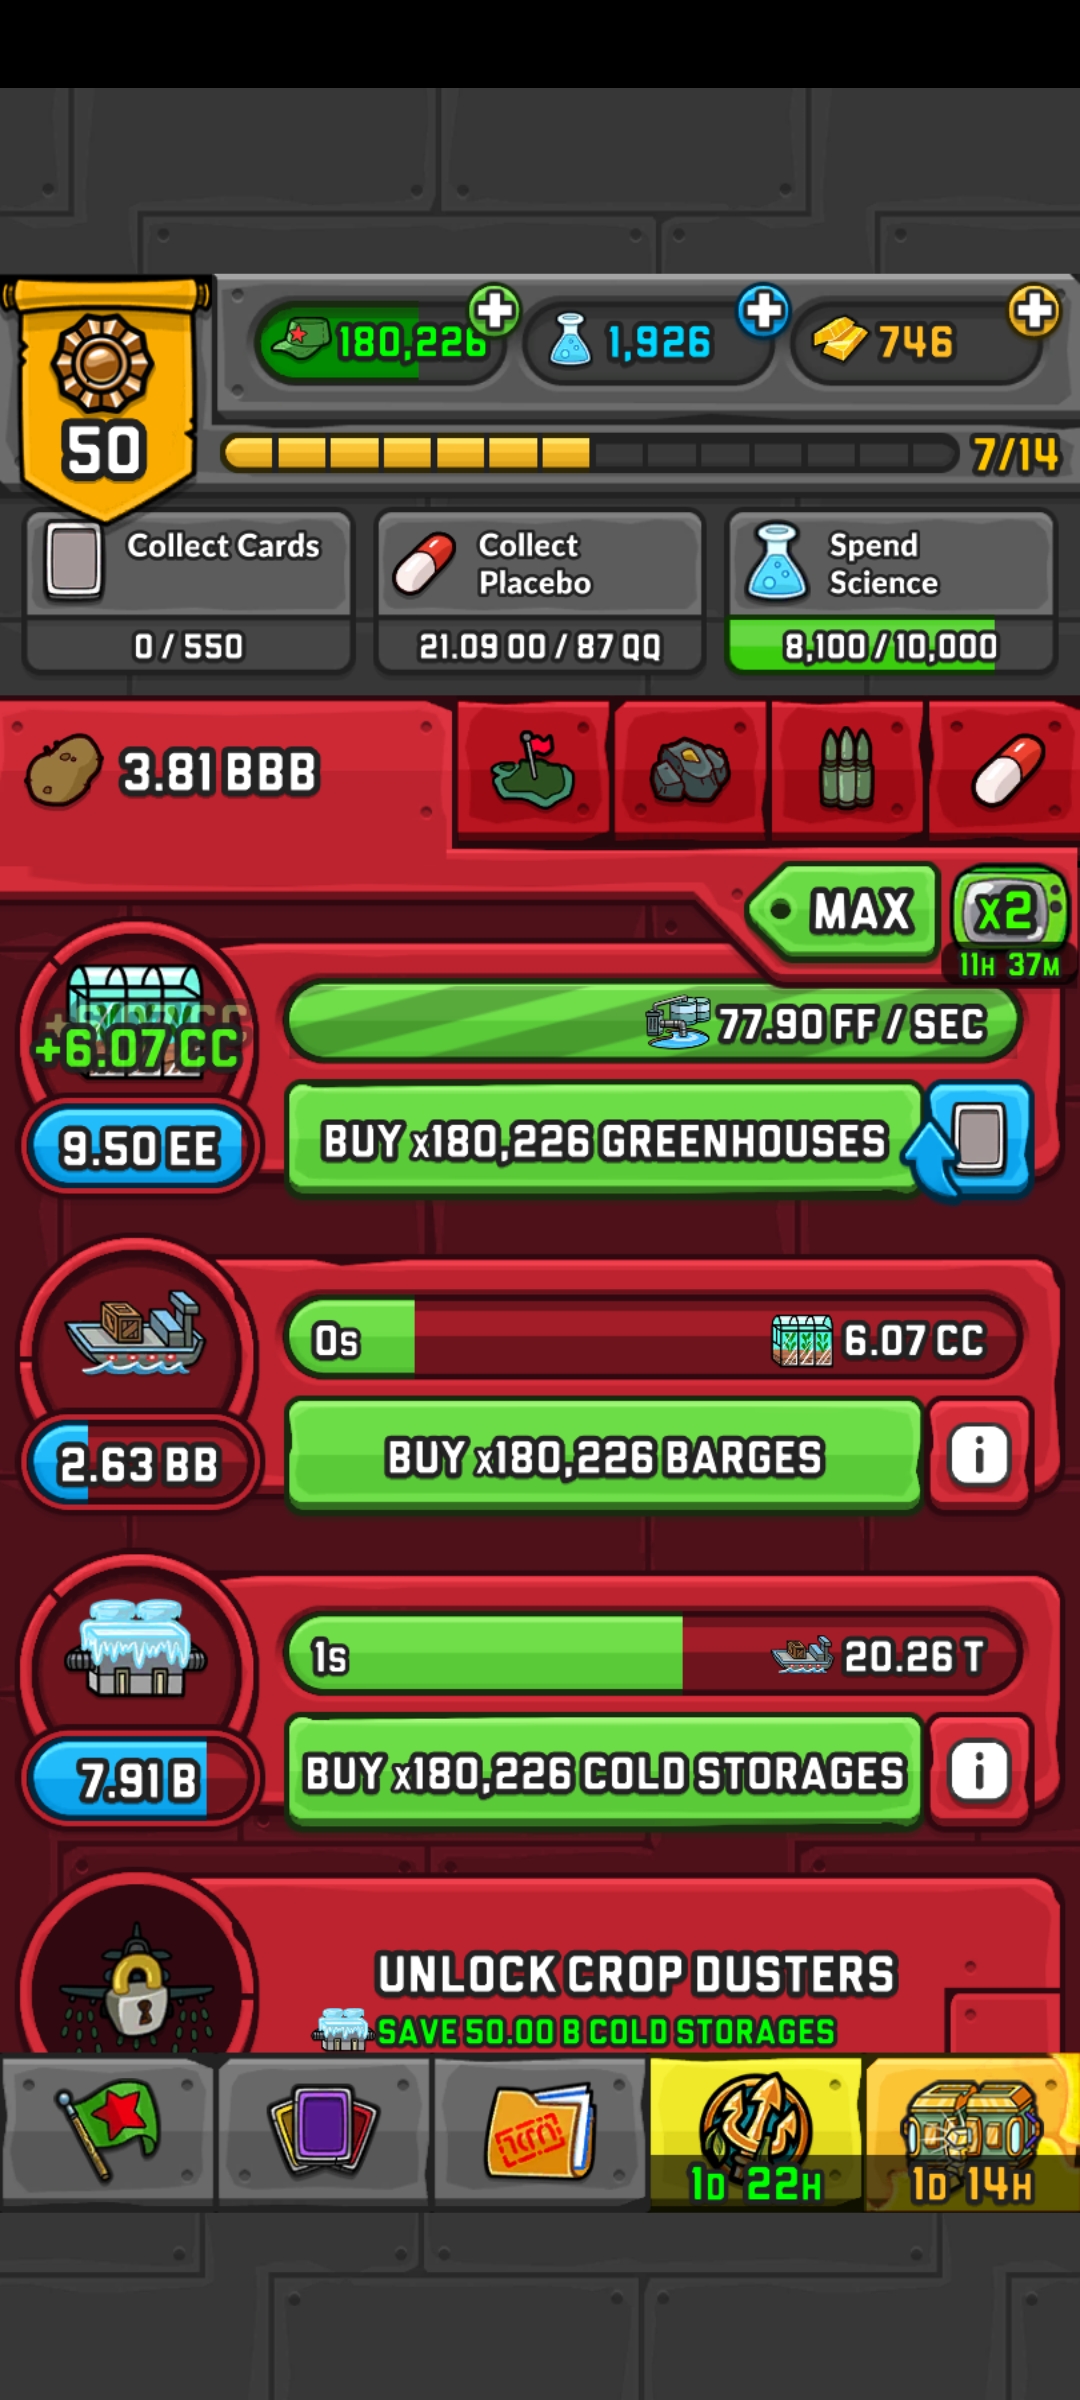 50
180,226
1,926
746
7/14
Collect Cards
0 / 550
Collect
Placebo
21.09 OO / 87 QQ
Spend
Science
8,100 / 10,000
3.81 BBB
MAX
x2
11H 37M
+6.07 CC
9.50 EE
77.90 FF / SEC
BUY x180,226 GREENHOUSES
0s
6.07 CC
2.63 BB
BUY x180,226 BARGES
i
1s
20.26 T
7.91 B
BUY x180,226 COLD STORAGES
i
UNLOCK CROP DUSTERS
SAVE 50.00 B COLD STORAGES
1D 22H
1D 14H